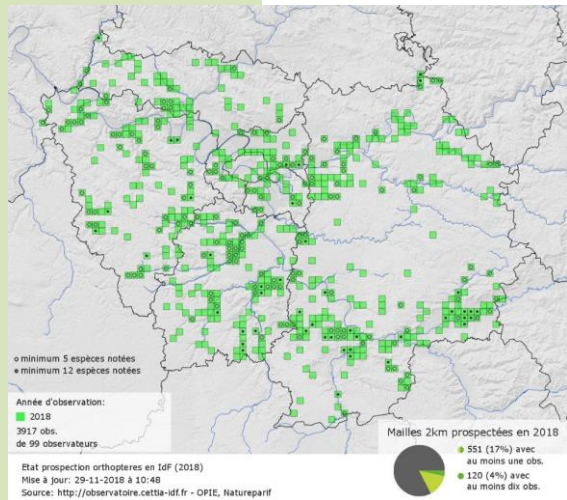 o minimum 5 espèces notées
• minimum 12 espèces notées
Année d'observation:
2018
3917 obs.
de 99 observateurs
Mailles 2km prospectées en 2018
551 (17%) avec
au moins une obs.
120 (4%) avec
au moins dix obs.
Etat prospection orthopteres en IdF (2018)
Mise à jour: 29-11-2018 à 10:48
Source: http://observatoire.cettia-idf.fr - OPIE, Natureparif